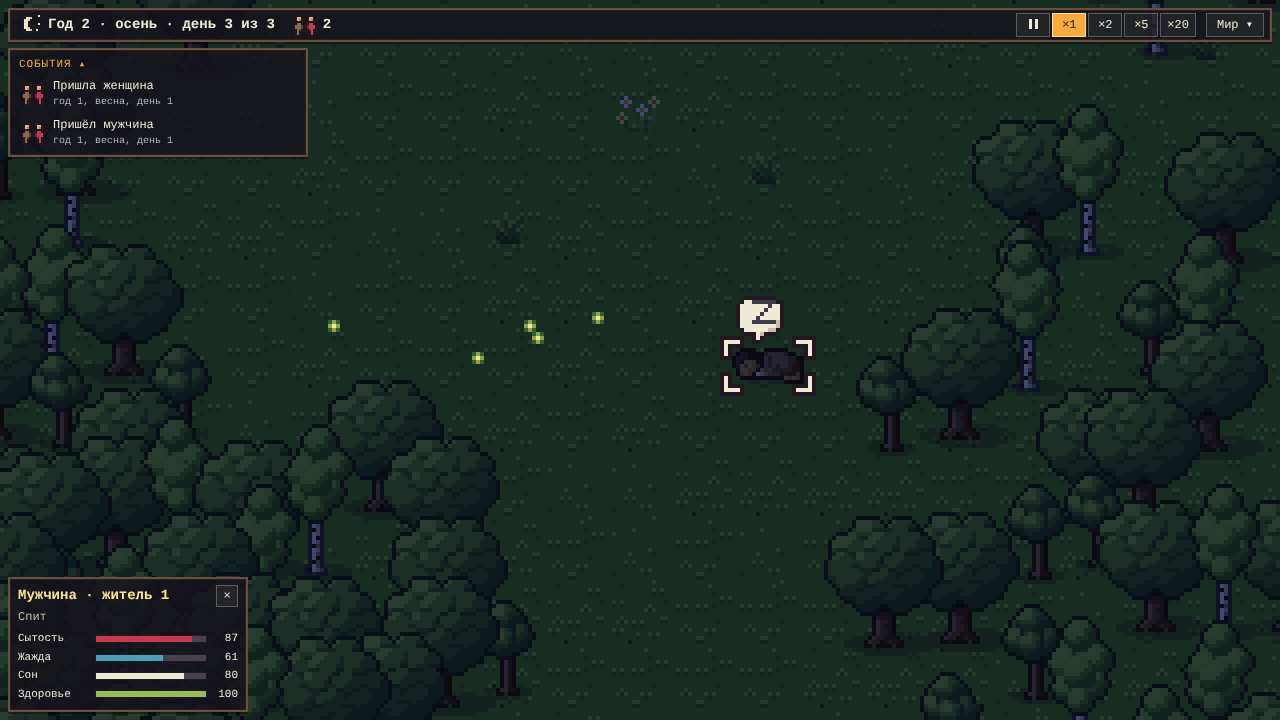 Год 2 · осень · день 3 из 3 2 ×1 ×2 ×5 ×20 Мир ▾
СОБЫТИЯ ▴
Пришла женщина
год 1, весна, день 1
Пришёл мужчина
год 1, весна, день 1
Z
Мужчина · житель 1 ×
Спит
Сытость 87
Жажда 61
Сон 80
Здоровье 100